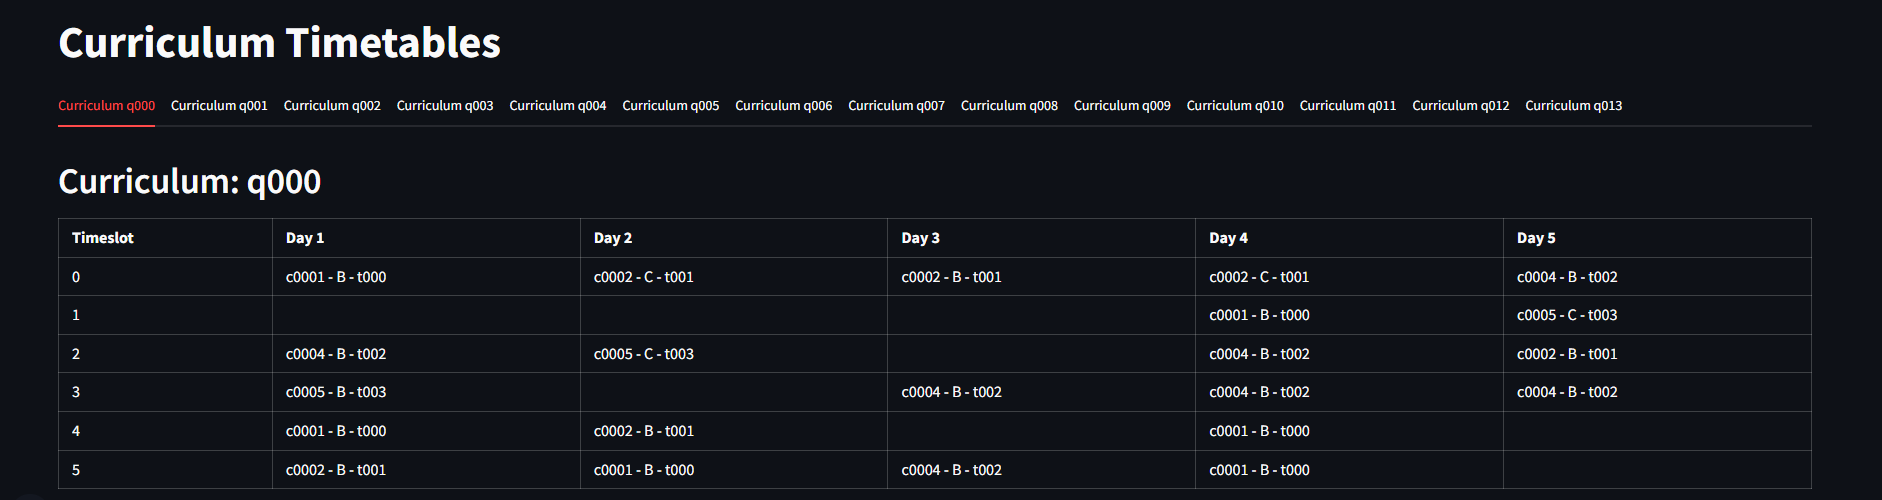 Curriculum Timetables
Curriculum q000 Curriculum q001 Curriculum q002 Curriculum q003 Curriculum q004 Curriculum q005 Curriculum q006 Curriculum q007 Curriculum q008 Curriculum q009 Curriculum q010 Curriculum q011 Curriculum q012 Curriculum q013
Curriculum: q000
Timeslot Day 1 Day 2 Day 3 Day 4 Day 5
0 c0001 - B - t000 c0002 - C - t001 c0002 - B - t001 c0002 - C - t001 c0004 - B - t002
1 c0001 - B - t000 c0005 - C - t003
2 c0004 - B - t002 c0005 - C - t003 c0004 - B - t002 c0002 - B - t001
3 c0005 - B - t003 c0004 - B - t002 c0004 - B - t002 c0004 - B - t002
4 c0001 - B - t000 c0002 - B - t001 c0001 - B - t000
5 c0002 - B - t001 c0001 - B - t000 c0004 - B - t002 c0001 - B - t000